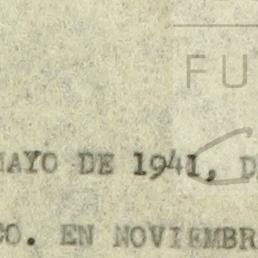 FU
MAYO DE 1941, D
CO. EN NOVIEMBR